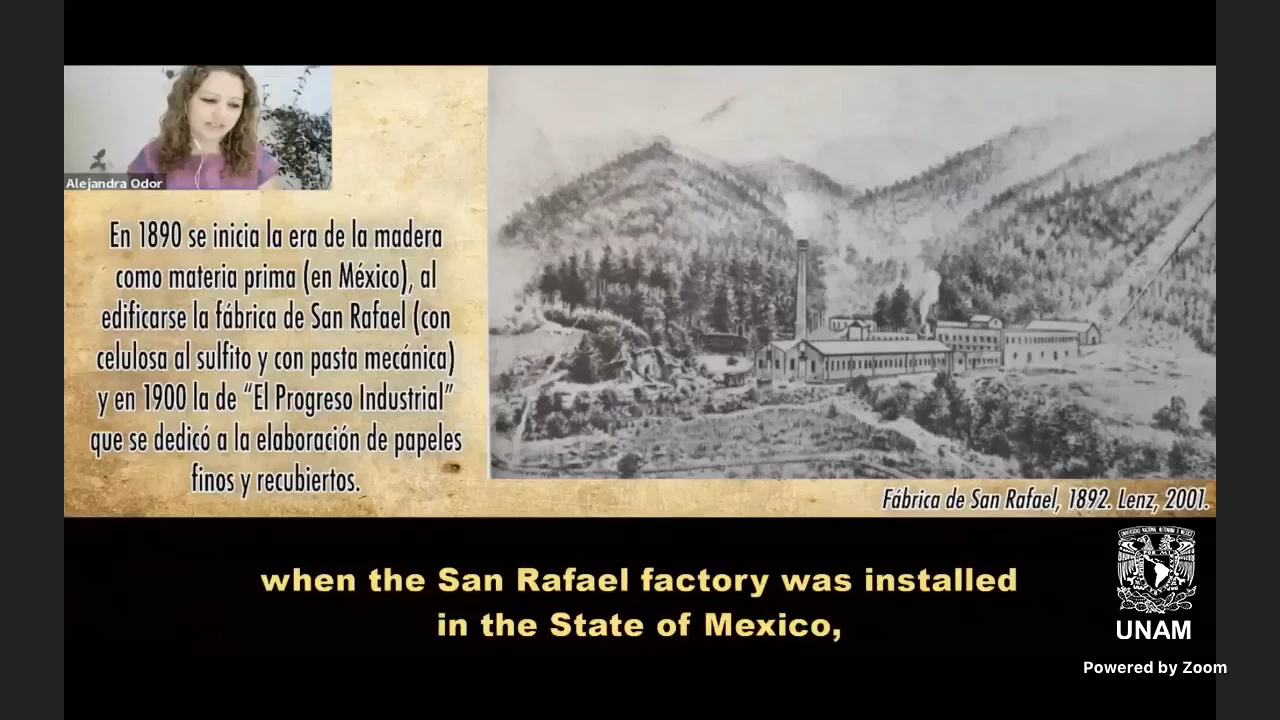 Alejandra Odor
En 1890 se inicia la era de la madera
como materia prima (en México), al
edificarse la fábrica de San Rafael (con
celulosa al sulfito y con pasta mecánica)
y en 1900 la de “El Progreso Industrial”
que se dedicó a la elaboración de papeles
finos y recubiertos.
Fábrica de San Rafael, 1892. Lenz, 2001.
when the San Rafael factory was installed
in the State of Mexico,
UNAM
Powered by Zoom